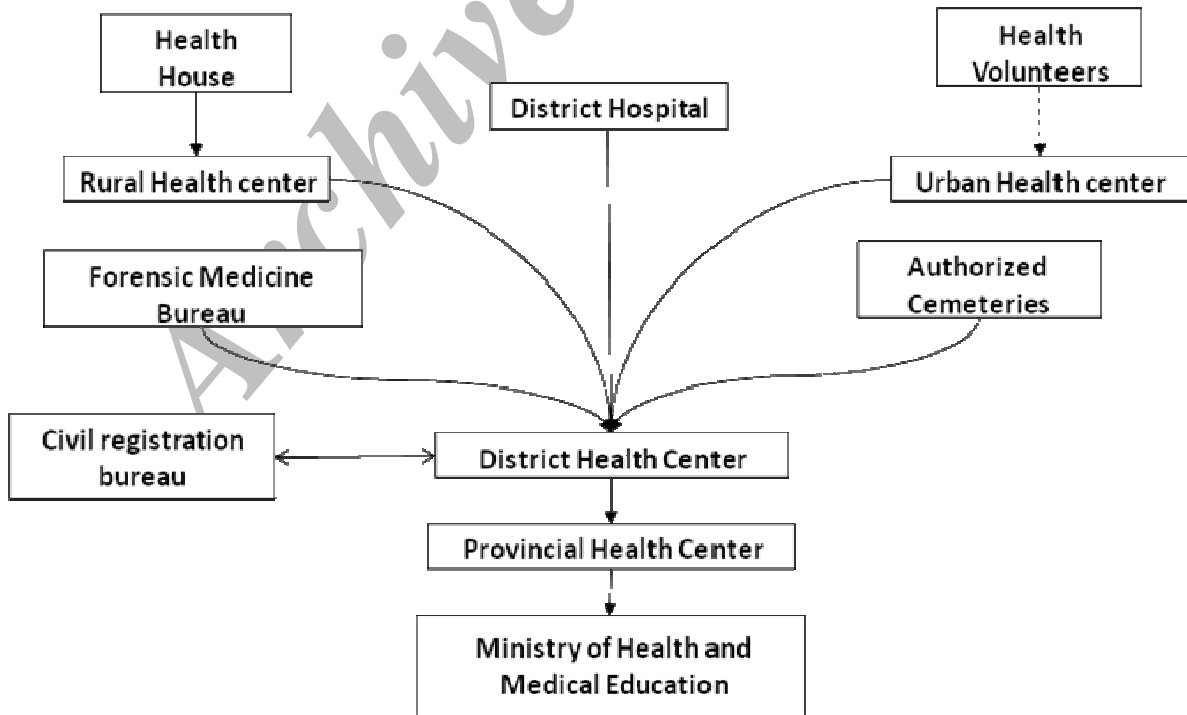 Health
House
Health
Volunteers
District Hospital
Rural Health center
Urban Health center
Forensic Medicine
Bureau
Authorized
Cemeteries
Civil registration
bureau
District Health Center
Provincial Health Center
Ministry of Health and
Medical Education
Archive